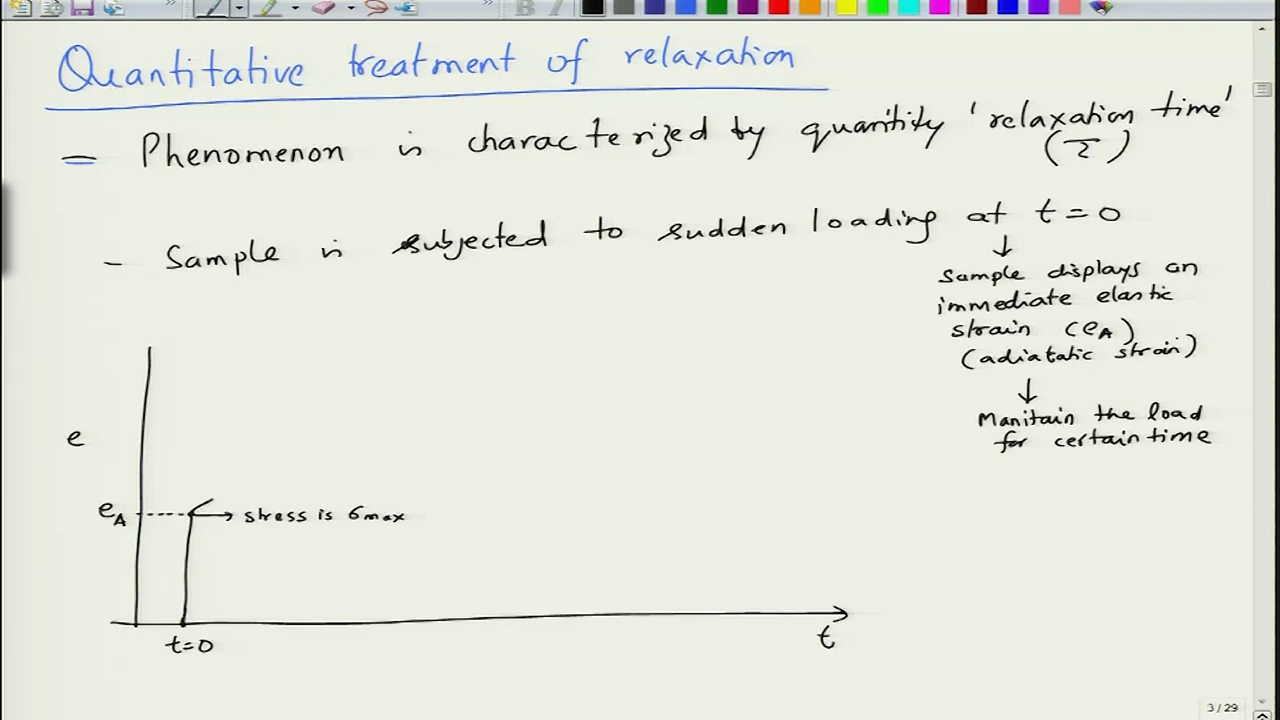 Quantitative treatment of relaxation
- Phenomenon is characterized by quantity 'relaxation time'
(τ)
- Sample is subjected to sudden loading at t=0
↓
Sample displays an
immediate elastic
strain (eA)
(adiatatic strain)
↓
Manitain the load
for certain time
e
eA
stress is σmax
t=0
t
3 / 29